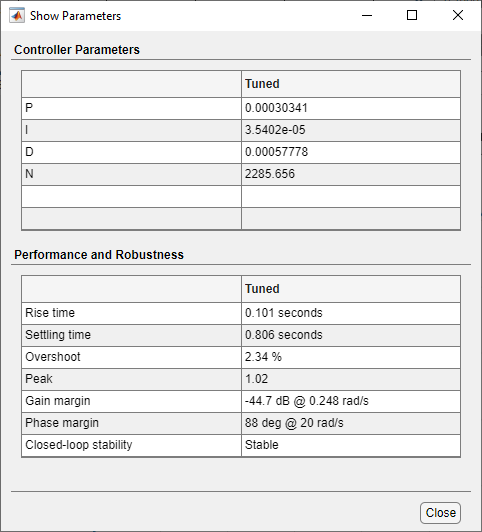 Show Parameters
Controller Parameters
Tuned
P 0.00030341
I 3.5402e-05
D 0.00057778
N 2285.656
Performance and Robustness
Tuned
Rise time 0.101 seconds
Settling time 0.806 seconds
Overshoot 2.34 %
Peak 1.02
Gain margin -44.7 dB @ 0.248 rad/s
Phase margin 88 deg @ 20 rad/s
Closed-loop stability Stable
Close